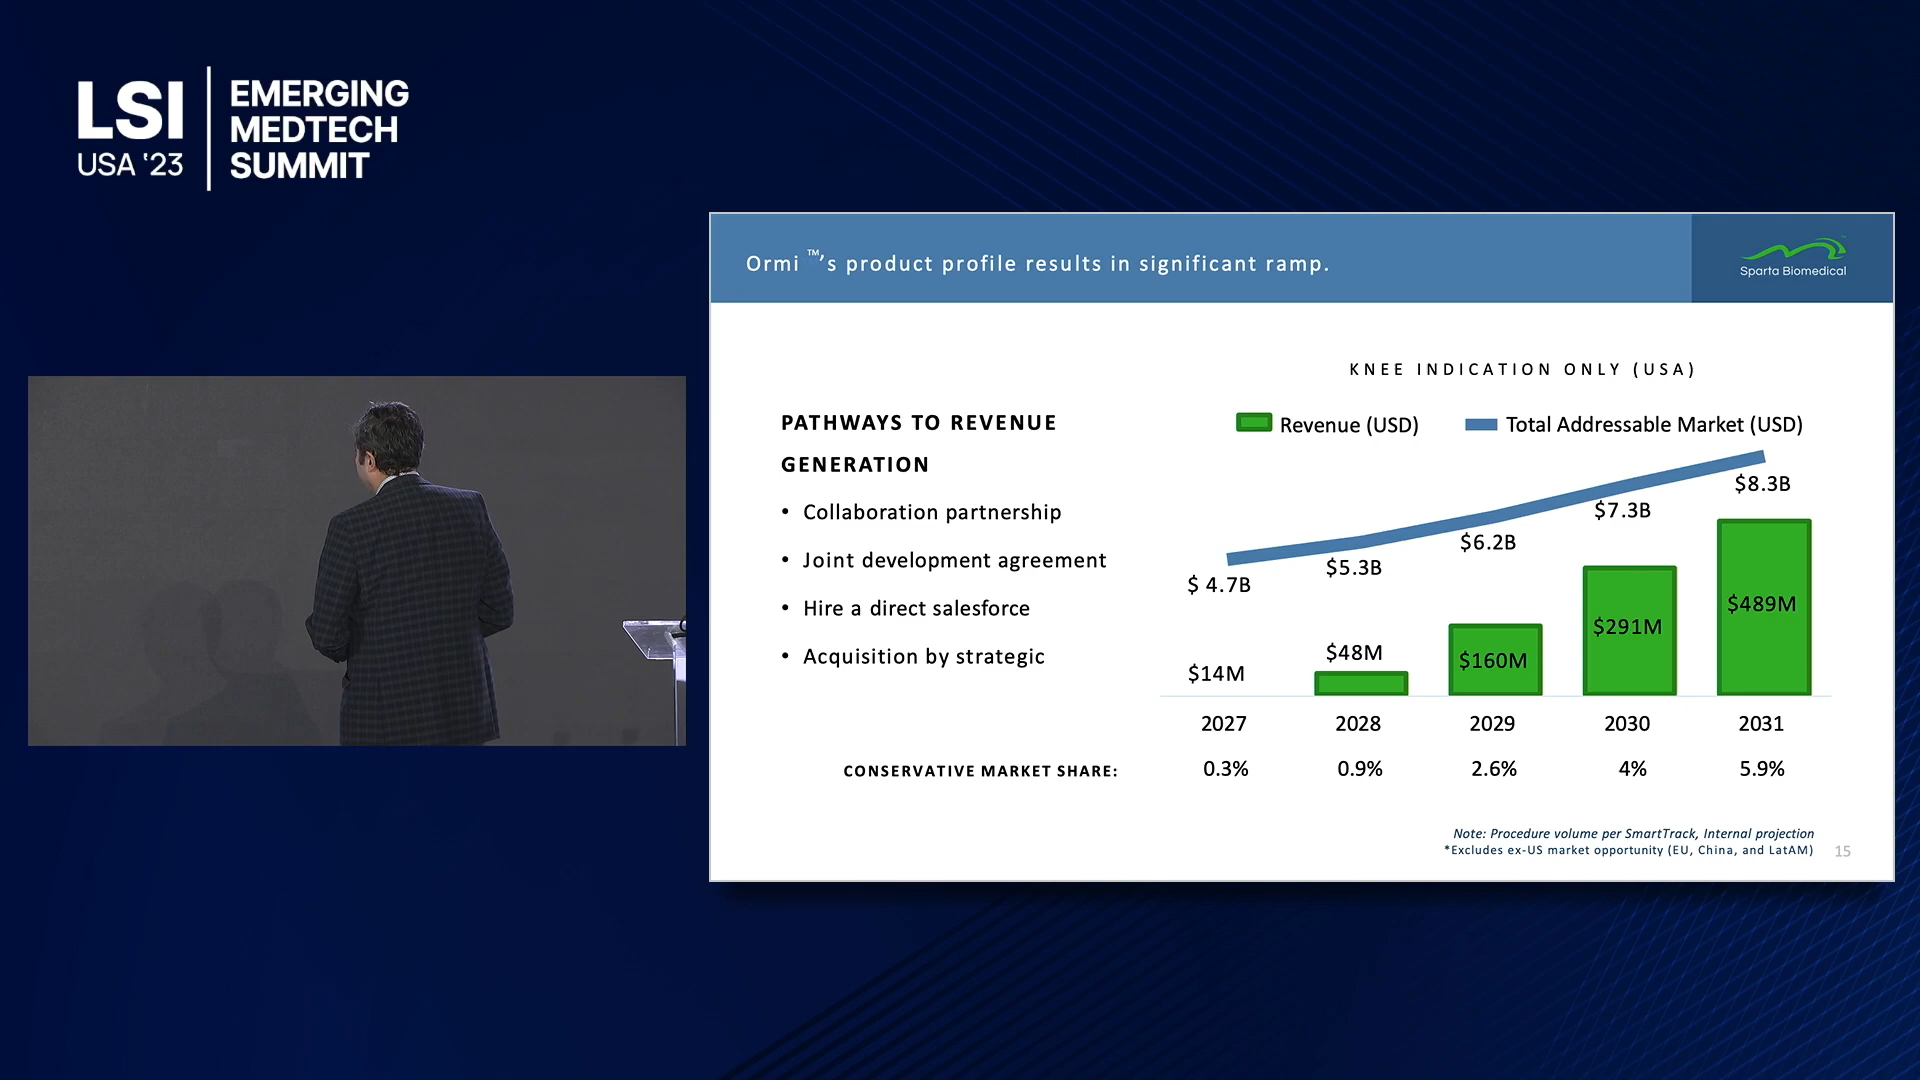 LSI
USA '23
EMERGING
MEDTECH
SUMMIT
Ormi ™'s product profile results in significant ramp.
Sparta Biomedical
KNEE INDICATION ONLY (USA)
PATHWAYS TO REVENUE
GENERATION
• Collaboration partnership
• Joint development agreement
• Hire a direct salesforce
• Acquisition by strategic
Revenue (USD)
Total Addressable Market (USD)
$ 4.7B
$5.3B
$6.2B
$7.3B
$8.3B
$14M
$48M
$160M
$291M
$489M
2027 2028 2029 2030 2031
CONSERVATIVE MARKET SHARE: 0.3% 0.9% 2.6% 4% 5.9%
Note: Procedure volume per SmartTrack, Internal projection
*Excludes ex-US market opportunity (EU, China, and LatAM)
15